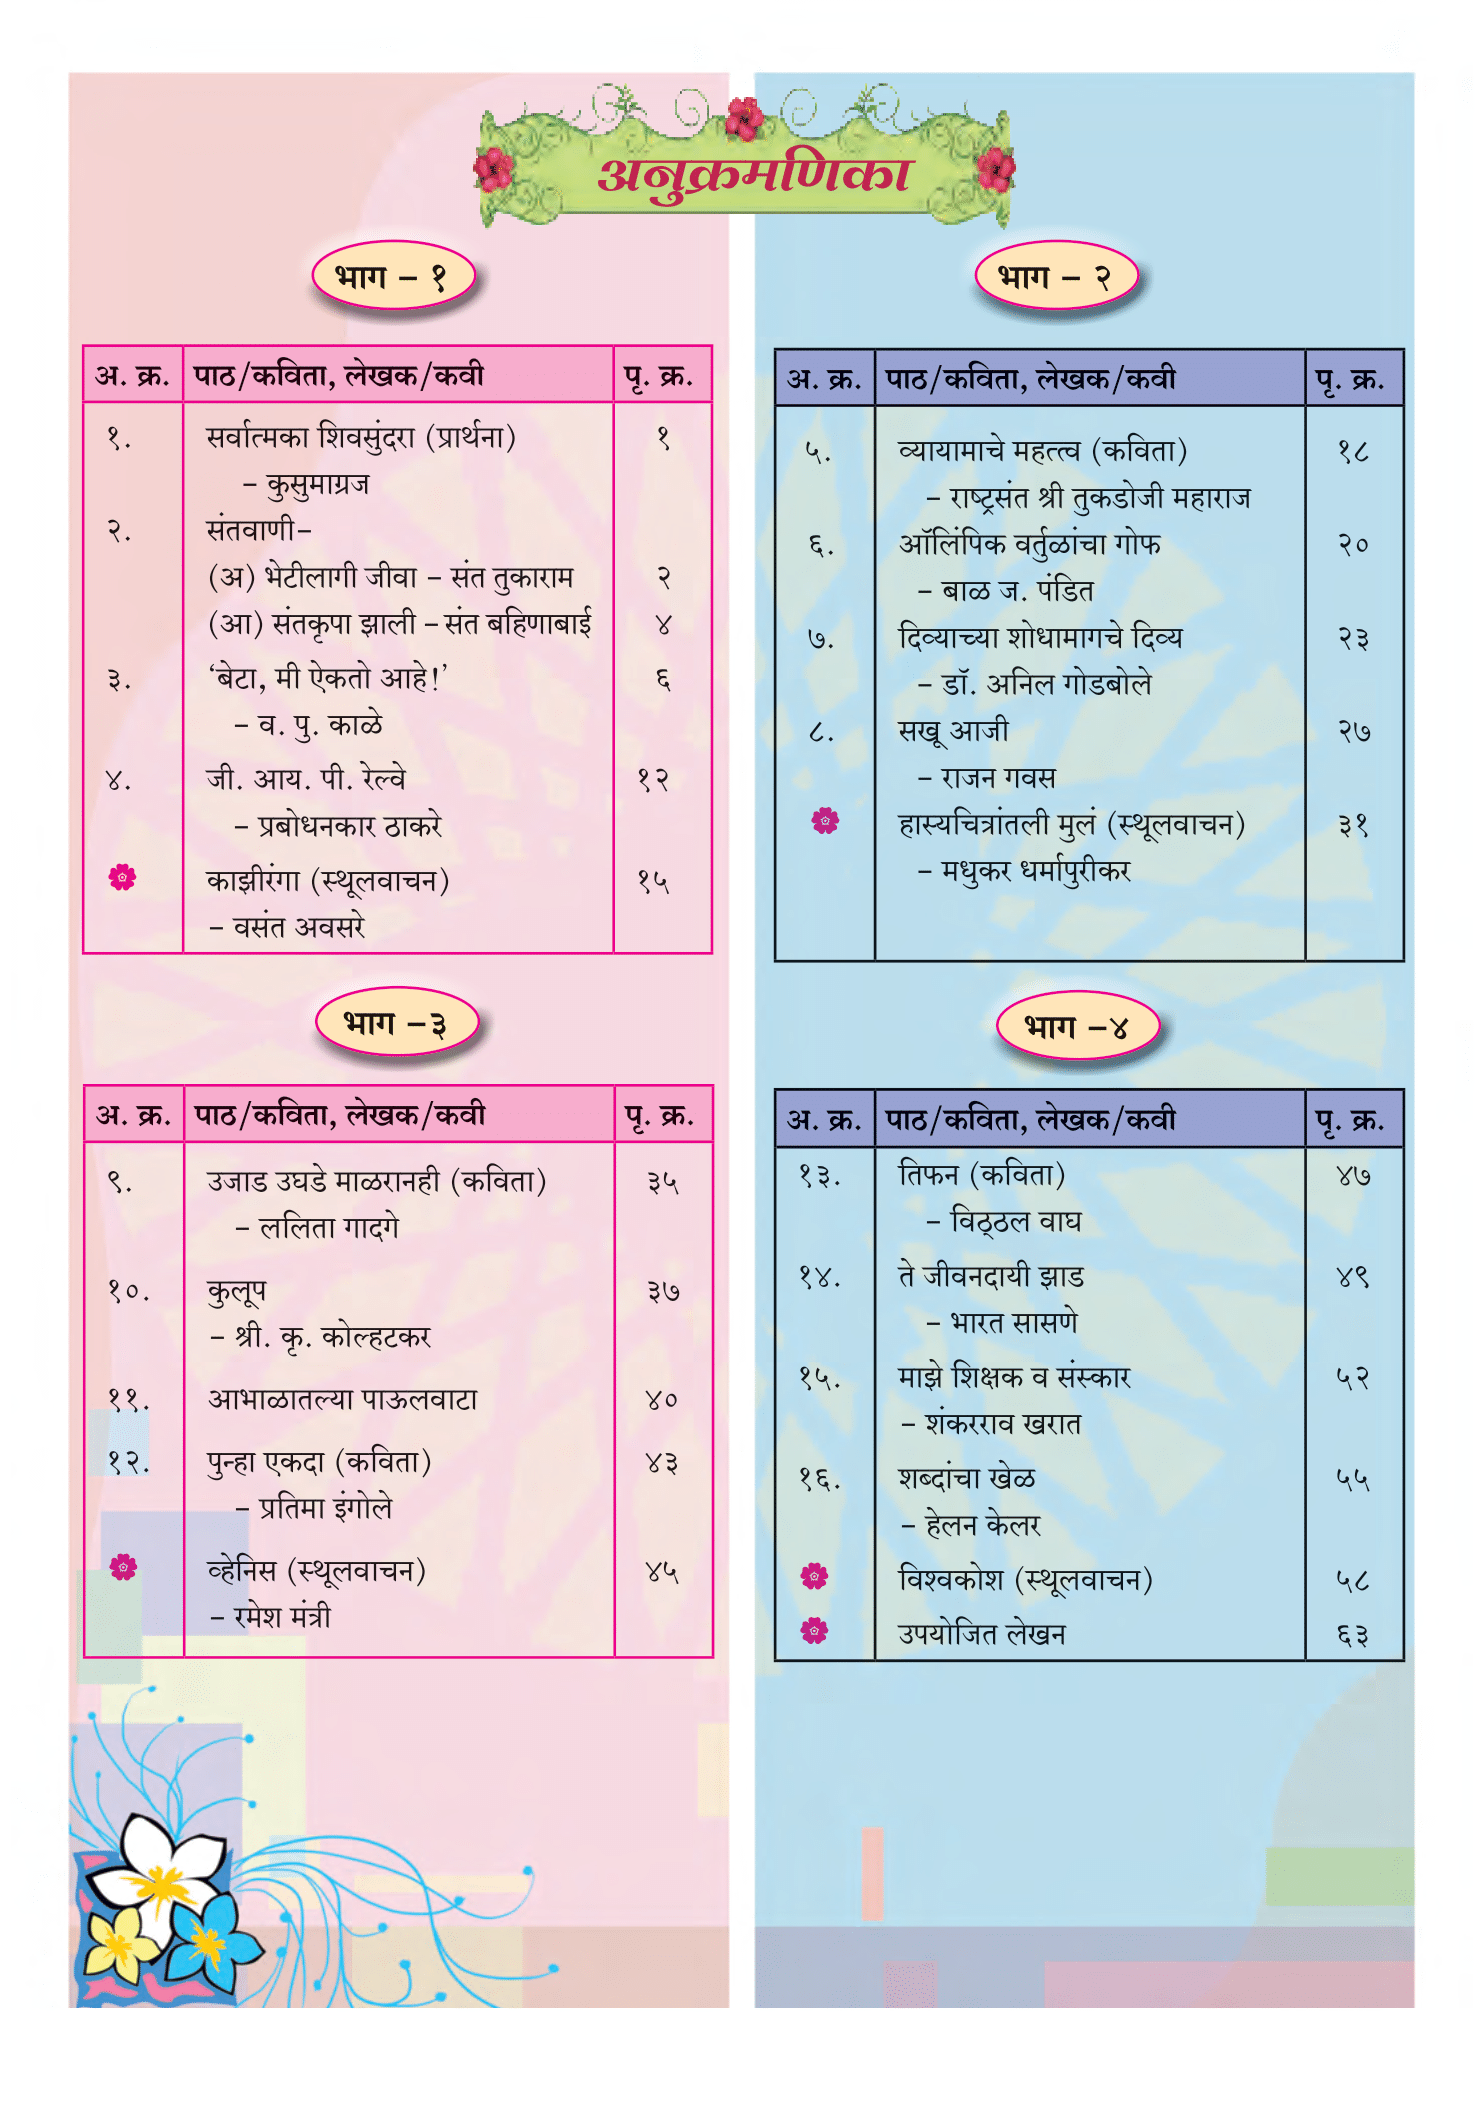 अनुक्रमणिका
भाग - १
अ. क्र. पाठ/कविता, लेखक/कवी पृ. क्र.
१. सर्वात्मका शिवसुंदरा (प्रार्थना) १
- कुसुमाग्रज
२. संतवाणी-
(अ) भेटीलागी जीवा - संत तुकाराम २
(आ) संतकृपा झाली - संत बहिणाबाई ४
३. ‘बेटा, मी ऐकतो आहे!’ ६
- व. पु. काळे
४. जी. आय. पी. रेल्वे १२
- प्रबोधनकार ठाकरे
काझीरंगा (स्थूलवाचन) १५
- वसंत अवसरे
भाग - २
अ. क्र. पाठ/कविता, लेखक/कवी पृ. क्र.
५. व्यायामाचे महत्त्व (कविता) १८
- राष्ट्रसंत श्री तुकडोजी महाराज
६. ऑलिंपिक वर्तुळांचा गोफ २०
- बाळ ज. पंडित
७. दिव्याच्या शोधामागचे दिव्य २३
- डॉ. अनिल गोडबोले
८. सखू आजी २७
- राजन गवस
हास्यचित्रांतली मुलं (स्थूलवाचन) ३१
- मधुकर धर्मापुरीकर
भाग -३
अ. क्र. पाठ/कविता, लेखक/कवी पृ. क्र.
९. उजाड उघडे माळरानही (कविता) ३५
- ललिता गादगे
१०. कुलूप ३७
- श्री. कृ. कोल्हटकर
११. आभाळातल्या पाऊलवाटा ४०
१२. पुन्हा एकदा (कविता) ४३
- प्रतिमा इंगोले
व्हेनिस (स्थूलवाचन) ४५
- रमेश मंत्री
भाग -४
अ. क्र. पाठ/कविता, लेखक/कवी पृ. क्र.
१३. तिफन (कविता) ४७
- विठ्ठल वाघ
१४. ते जीवनदायी झाड ४९
- भारत सासणे
१५. माझे शिक्षक व संस्कार ५२
- शंकरराव खरात
१६. शब्दांचा खेळ ५५
- हेलन केलर
विश्वकोश (स्थूलवाचन) ५८
उपयोजित लेखन ६३